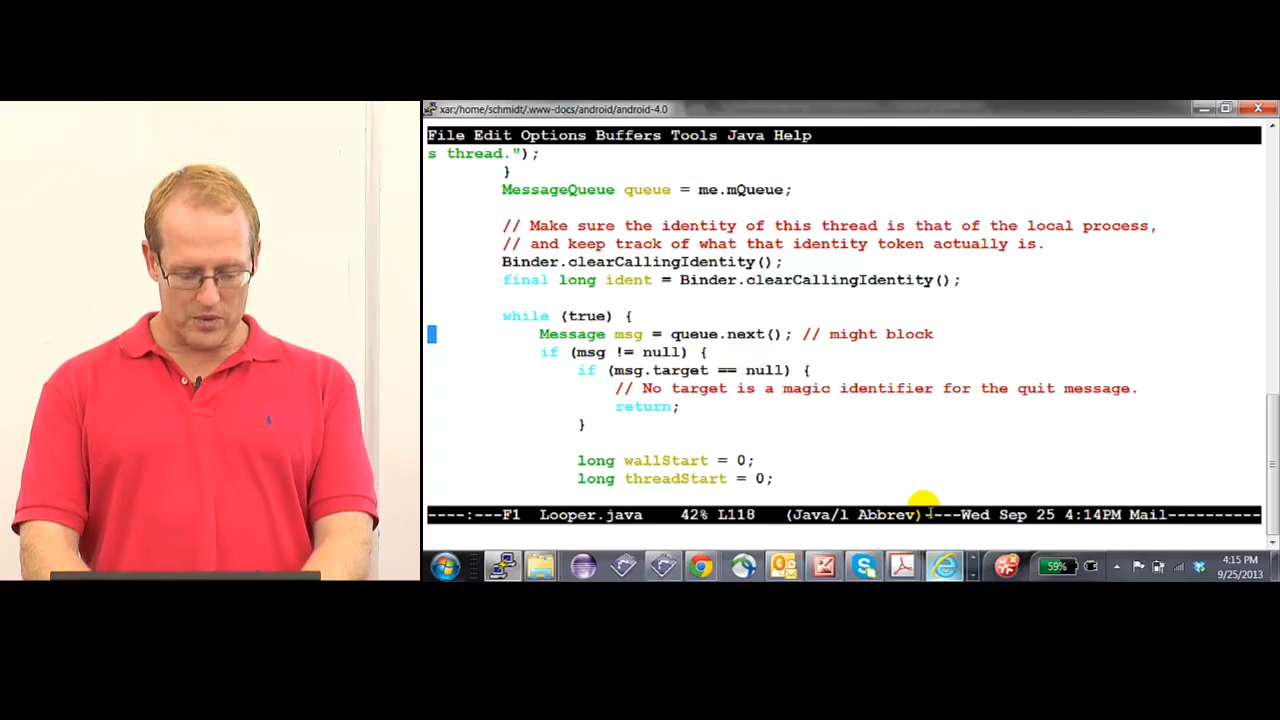 xar:/home/schmidt/.www-docs/android/android-4.0
File Edit Options Buffers Tools Java Help
s thread.");
}
MessageQueue queue = me.mQueue;
// Make sure the identity of this thread is that of the local process,
// and keep track of what that identity token actually is.
Binder.clearCallingIdentity();
final long ident = Binder.clearCallingIdentity();
while (true) {
Message msg = queue.next(); // might block
if (msg != null) {
if (msg.target == null) {
// No target is a magic identifier for the quit message.
return;
}
long wallStart = 0;
long threadStart = 0;
----:---F1  Looper.java    42% L118   (Java/l Abbrev)----Wed Sep 25 4:14PM Mail----------
59%
4:15 PM
9/25/2013